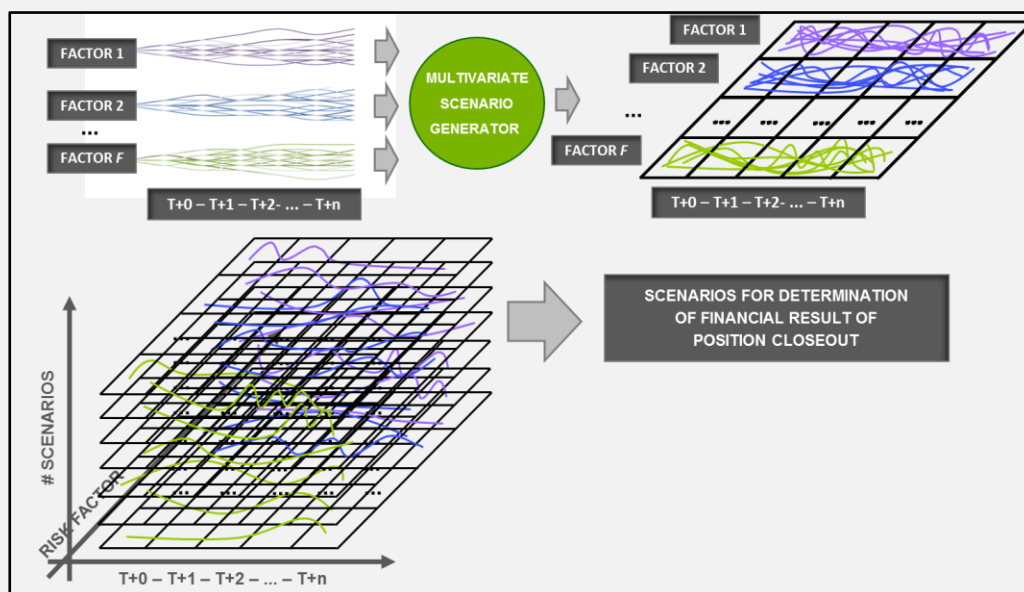 FACTOR 1
FACTOR 2
...
FACTOR F
T+0 – T+1 – T+2- ... – T+n
MULTIVARIATE
SCENARIO
GENERATOR
FACTOR 1
FACTOR 2
...
FACTOR F
... ... ... ... ...
T+0 – T+1 – T+2- ... – T+n
# SCENARIOS
RISK FACTOR
T+0 – T+1 – T+2 – ... – T+n
SCENARIOS FOR DETERMINATION
OF FINANCIAL RESULT OF
POSITION CLOSEOUT